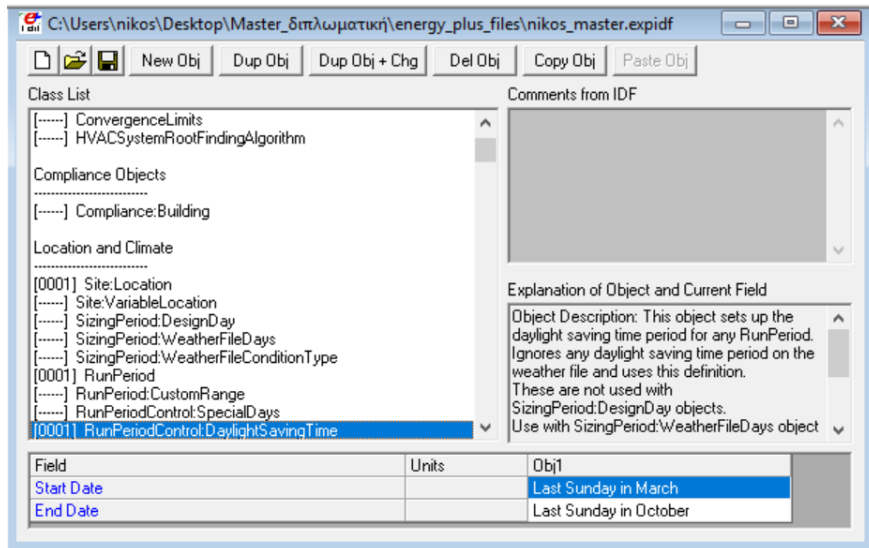 C:\Users\nikos\Desktop\Master_διπλωματική\energy_plus_files\nikos_master.expidf
New Obj Dup Obj Dup Obj + Chg Del Obj Copy Obj Paste Obj
Class List
[------] ConvergenceLimits
[------] HVACSystemRootFindingAlgorithm
Compliance Objects
----------------------------
[------] Compliance:Building
Location and Climate
----------------------------
[0001] Site:Location
[------] Site:VariableLocation
[------] SizingPeriod:DesignDay
[------] SizingPeriod:WeatherFileDays
[------] SizingPeriod:WeatherFileConditionType
[0001] RunPeriod
[------] RunPeriod:CustomRange
[------] RunPeriodControl:SpecialDays
[0001] RunPeriodControl:DaylightSavingTime
Comments from IDF
Explanation of Object and Current Field
Object Description: This object sets up the
daylight saving time period for any RunPeriod.
Ignores any daylight saving time period on the
weather file and uses this definition.
These are not used with
SizingPeriod:DesignDay objects.
Use with SizingPeriod:WeatherFileDays object
Field Units Obj1
Start Date Last Sunday in March
End Date Last Sunday in October